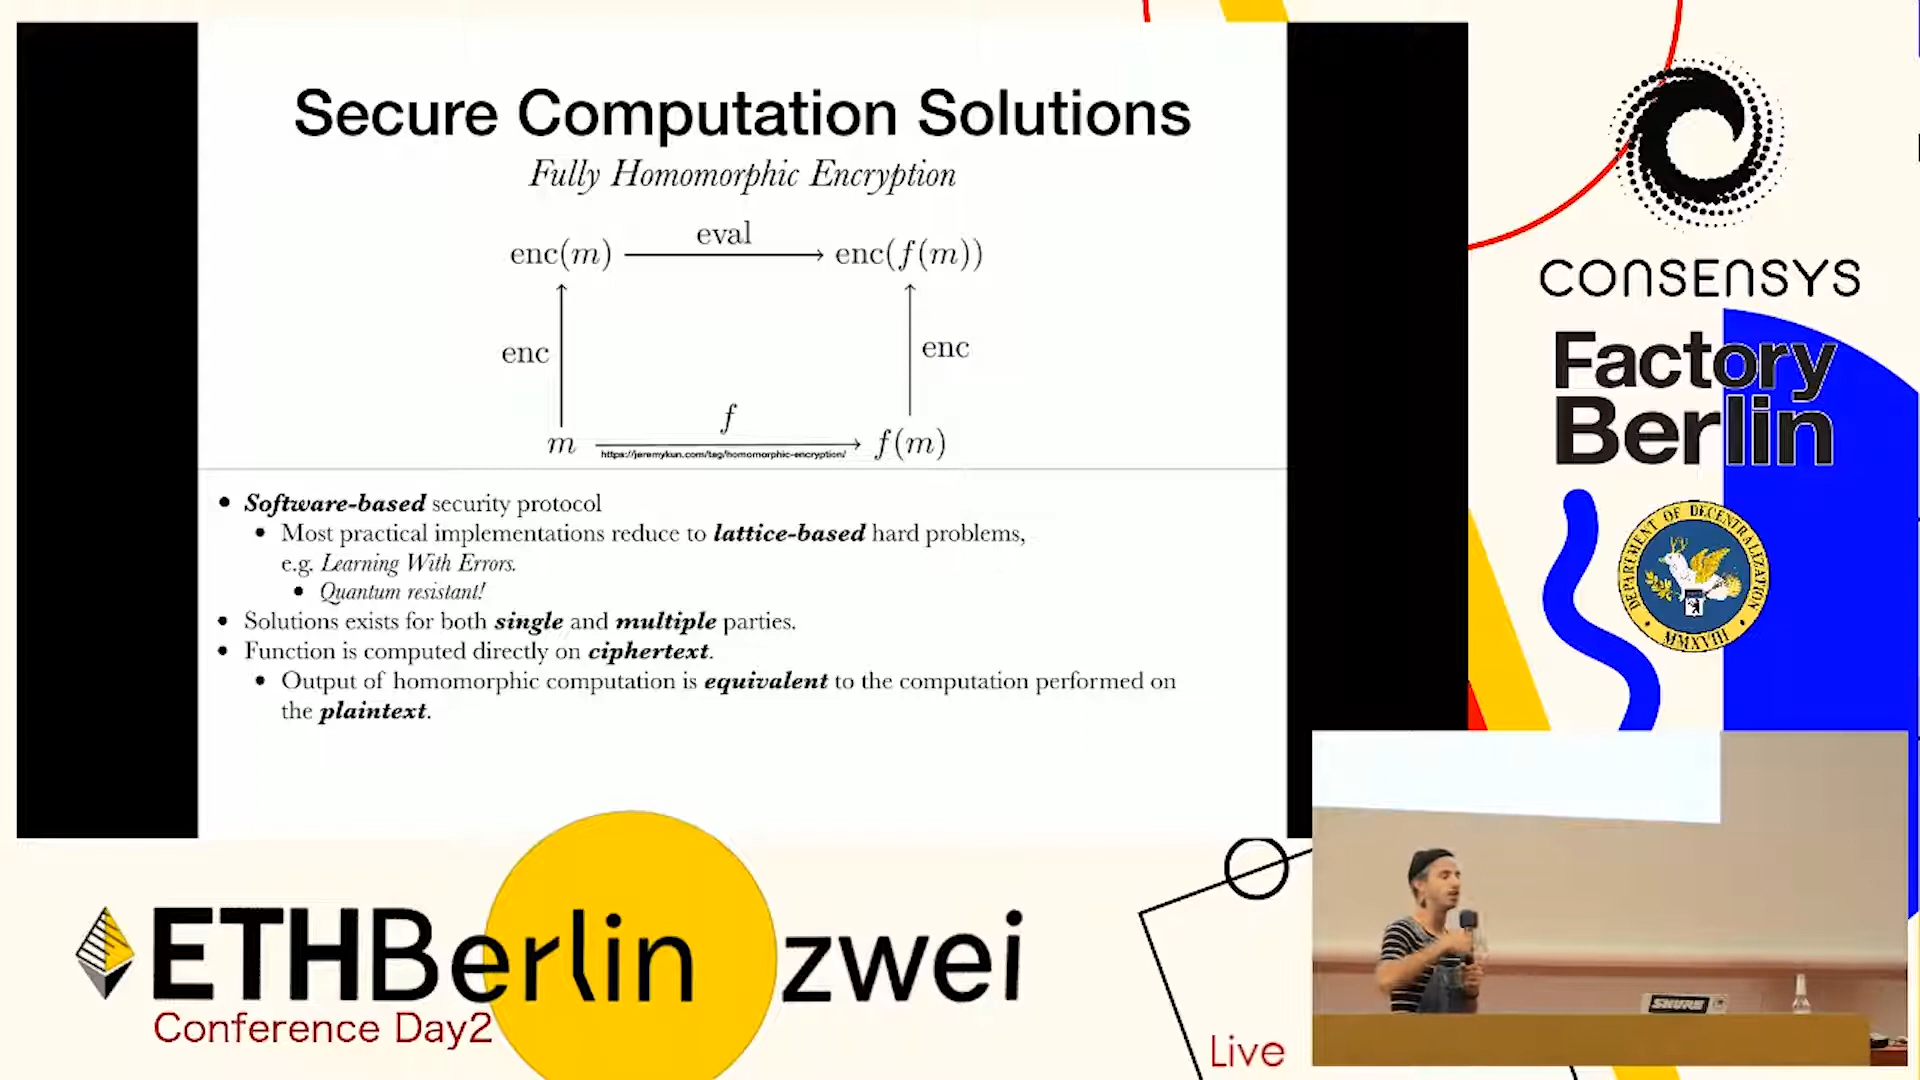 Secure Computation Solutions
Fully Homomorphic Encryption
eval
enc(m)
enc(f(m))
enc
enc
f
m
f(m)
https://jeremykun.com/tag/homomorphic-encryption/
• Software-based security protocol
• Most practical implementations reduce to lattice-based hard problems,
e.g. Learning With Errors.
• Quantum resistant!
• Solutions exists for both single and multiple parties.
• Function is computed directly on ciphertext.
• Output of homomorphic computation is equivalent to the computation performed on
the plaintext.
CONSENSYS
Factory
Berlin
DEPARTMENT OF DECENTRALIZATION
• MMXVIII •
ETHBerlin zwei
Conference Day2
Live
SHURE